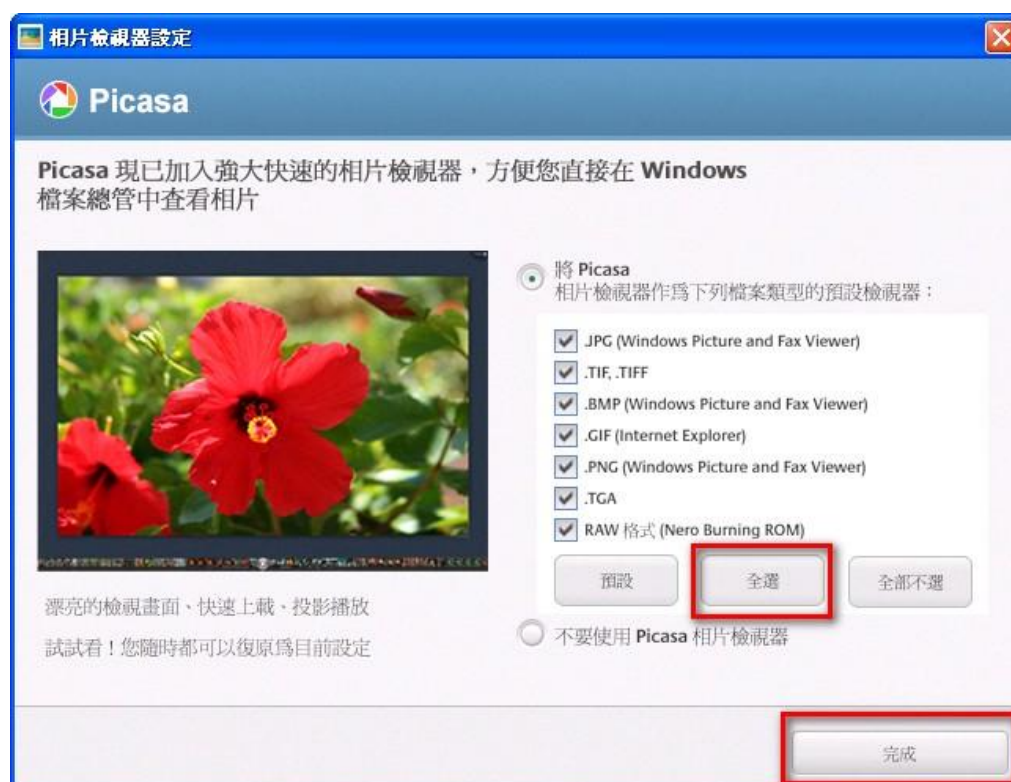 相片檢視器設定
Picasa
Picasa 現已加入強大快速的相片檢視器，方便您直接在 Windows
檔案總管中查看相片
將 Picasa
相片檢視器作爲下列檔案類型的預設檢視器：
.JPG (Windows Picture and Fax Viewer)
.TIF, .TIFF
.BMP (Windows Picture and Fax Viewer)
.GIF (Internet Explorer)
.PNG (Windows Picture and Fax Viewer)
.TGA
RAW 格式 (Nero Burning ROM)
預設 全選 全部不選
漂亮的檢視畫面、快速上載、投影播放
試試看！您隨時都可以復原爲目前設定
不要使用 Picasa 相片檢視器
完成